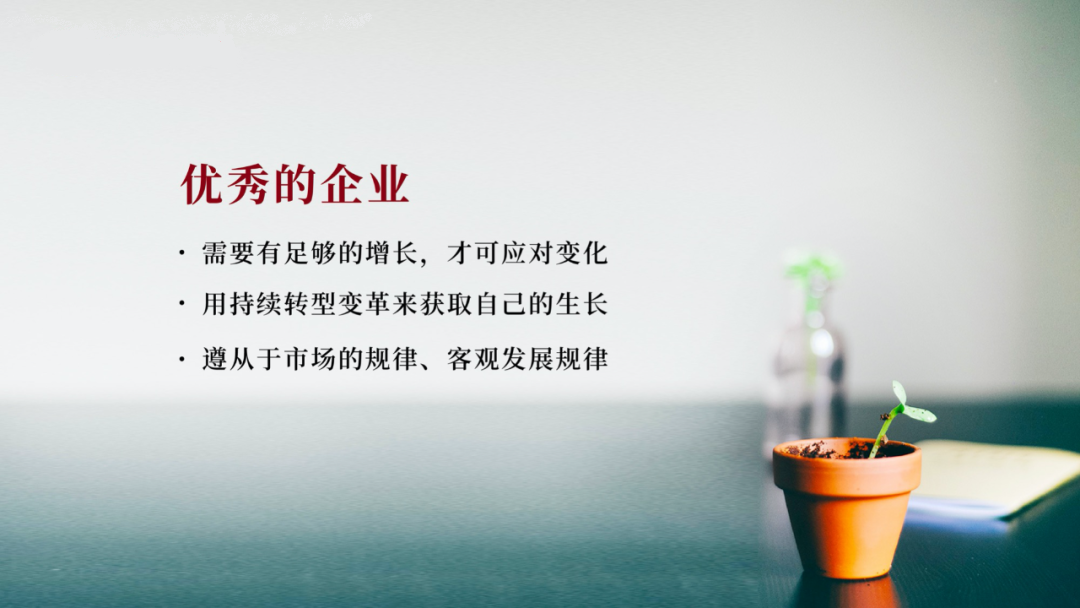 优秀的企业
· 需要有足够的增长，才可应对变化
· 用持续转型变革来获取自己的生长
· 遵从于市场的规律、客观发展规律